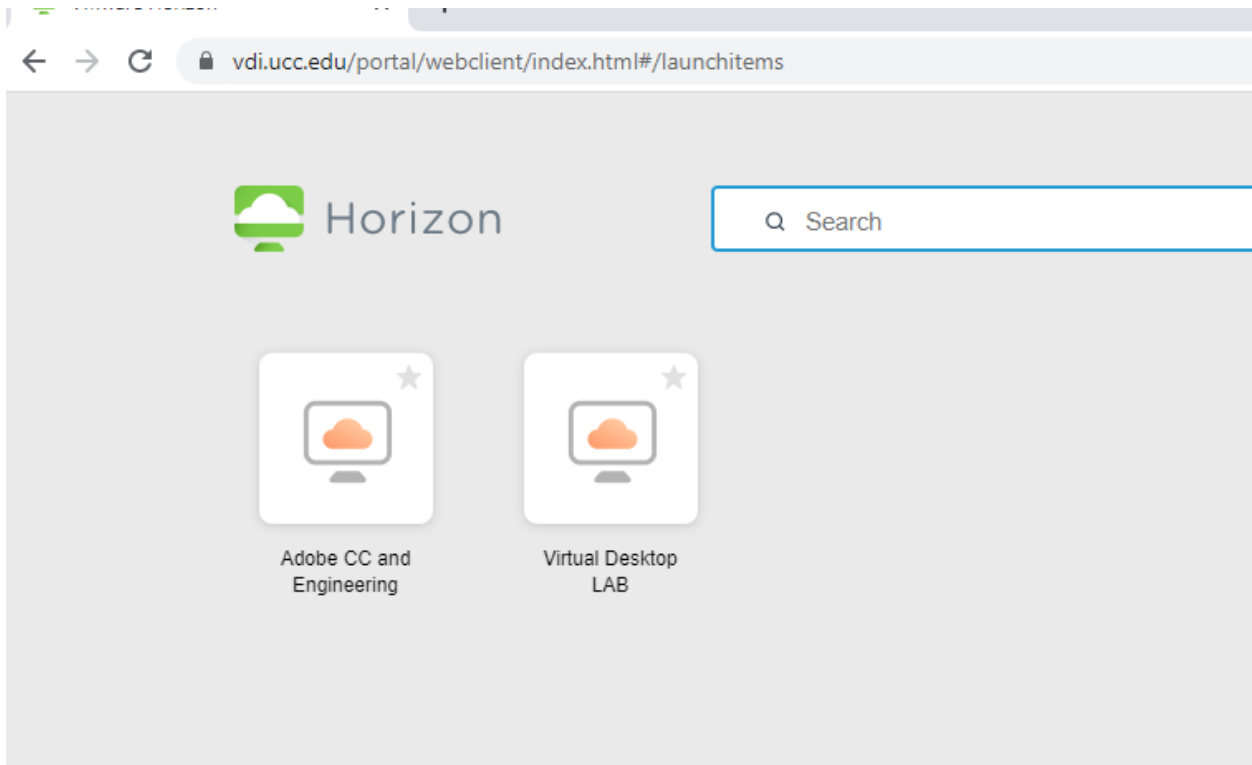 vdi.ucc.edu/portal/webclient/index.html#/launchitems
Horizon
Search
Adobe CC and
Engineering
Virtual Desktop
LAB